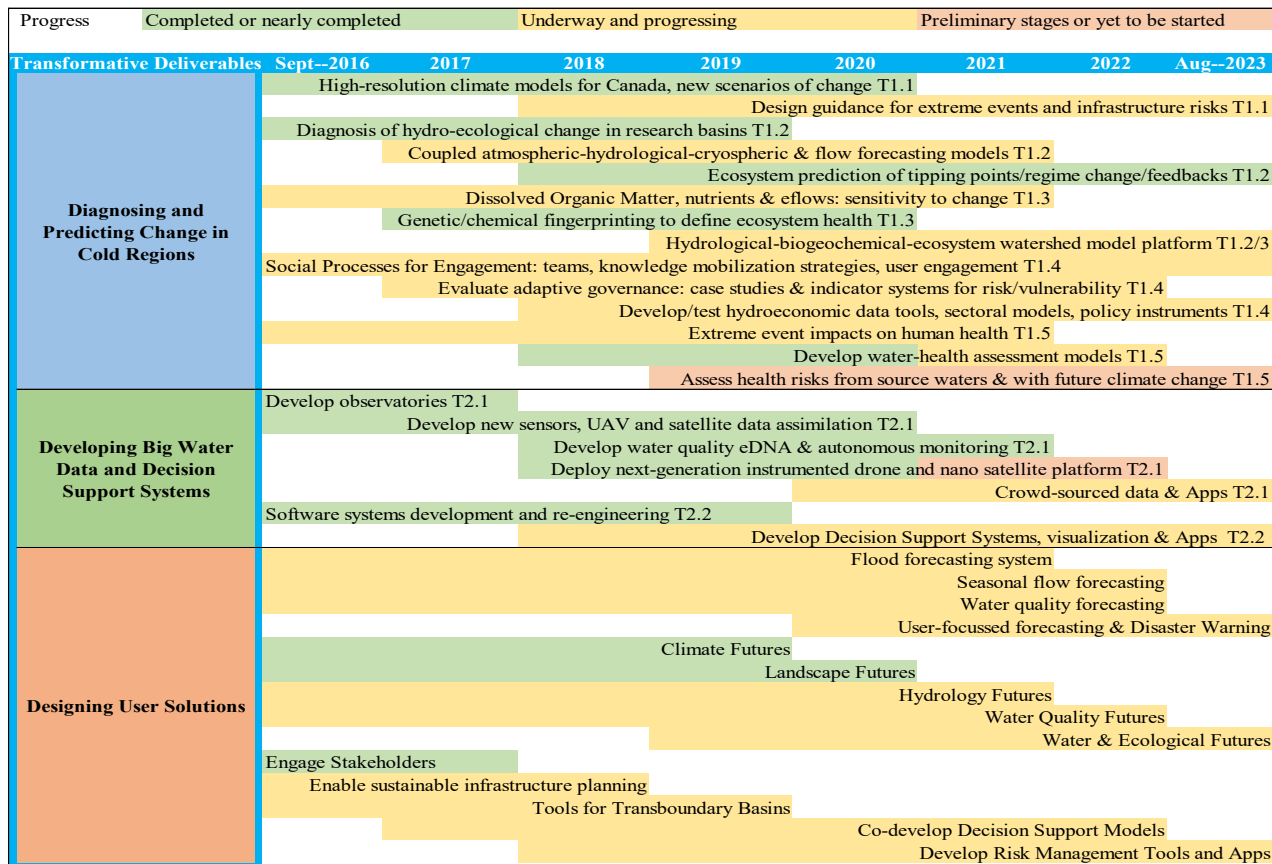 Progress Completed or nearly completed Underway and progressing Preliminary stages or yet to be started
Transformative Deliverables Sept--2016 2017 2018 2019 2020 2021 2022 Aug--2023
Diagnosing and
Predicting Change in
Cold Regions
High-resolution climate models for Canada, new scenarios of change T1.1
Design guidance for extreme events and infrastructure risks T1.1
Diagnosis of hydro-ecological change in research basins T1.2
Coupled atmospheric-hydrological-cryospheric & flow forecasting models T1.2
Ecosystem prediction of tipping points/regime change/feedbacks T1.2
Dissolved Organic Matter, nutrients & eflows: sensitivity to change T1.3
Genetic/chemical fingerprinting to define ecosystem health T1.3
Hydrological-biogeochemical-ecosystem watershed model platform T1.2/3
Social Processes for Engagement: teams, knowledge mobilization strategies, user engagement T1.4
Evaluate adaptive governance: case studies & indicator systems for risk/vulnerability T1.4
Develop/test hydroeconomic data tools, sectoral models, policy instruments T1.4
Extreme event impacts on human health T1.5
Develop water-health assessment models T1.5
Assess health risks from source waters & with future climate change T1.5
Developing Big Water
Data and Decision
Support Systems
Develop observatories T2.1
Develop new sensors, UAV and satellite data assimilation T2.1
Develop water quality eDNA & autonomous monitoring T2.1
Deploy next-generation instrumented drone and nano satellite platform T2.1
Crowd-sourced data & Apps T2.1
Software systems development and re-engineering T2.2
Develop Decision Support Systems, visualization & Apps T2.2
Designing User Solutions
Flood forecasting system
Seasonal flow forecasting
Water quality forecasting
User-focussed forecasting & Disaster Warning
Climate Futures
Landscape Futures
Hydrology Futures
Water Quality Futures
Water & Ecological Futures
Engage Stakeholders
Enable sustainable infrastructure planning
Tools for Transboundary Basins
Co-develop Decision Support Models
Develop Risk Management Tools and Apps